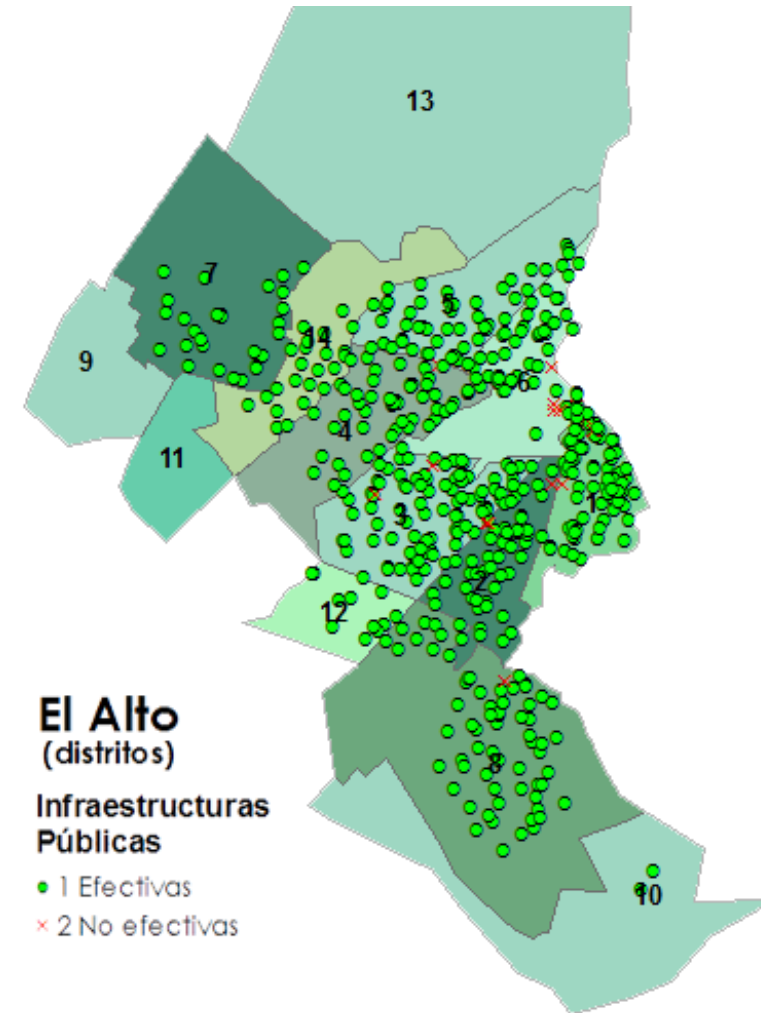 13
7
5
14
9
6
4
11
3
1
2
12
El Alto
(distritos)
8
Infraestructuras
Públicas
1 Efectivas
10
2 No efectivas